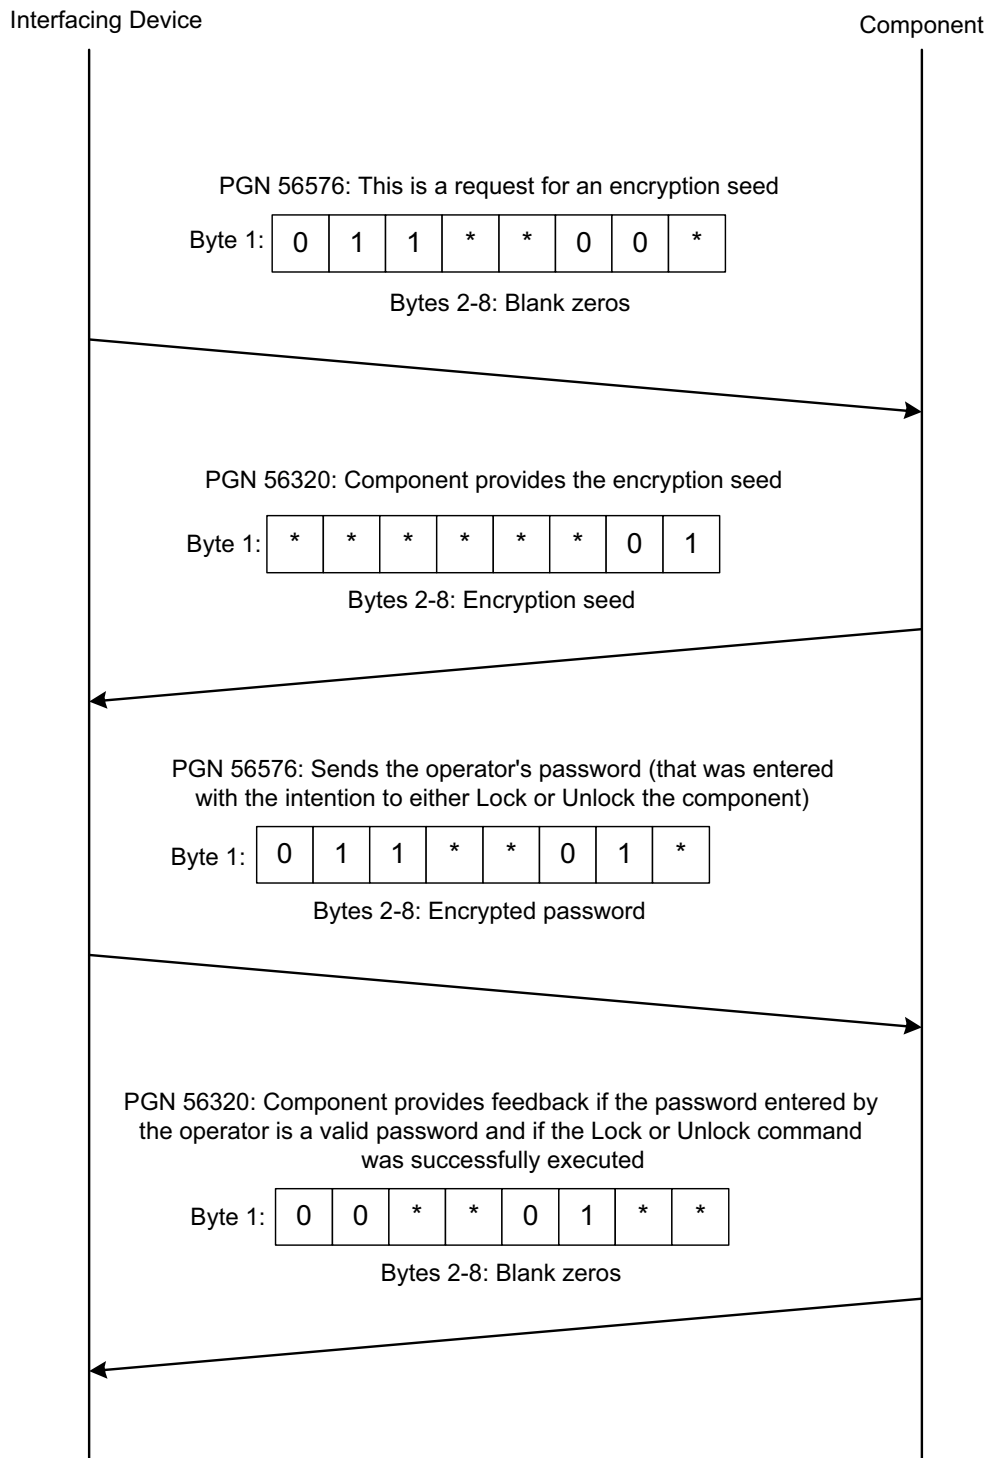 Interfacing Device
Component
PGN 56576: This is a request for an encryption seed
Byte 1: 0 1 1 * * 0 0 *
Bytes 2-8: Blank zeros
PGN 56320: Component provides the encryption seed
Byte 1: * * * * * * 0 1
Bytes 2-8: Encryption seed
PGN 56576: Sends the operator's password (that was entered
with the intention to either Lock or Unlock the component)
Byte 1: 0 1 1 * * 0 1 *
Bytes 2-8: Encrypted password
PGN 56320: Component provides feedback if the password entered by
the operator is a valid password and if the Lock or Unlock command
was successfully executed
Byte 1: 0 0 * * 0 1 * *
Bytes 2-8: Blank zeros